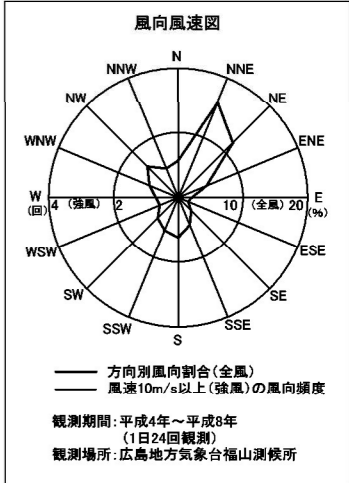 風向風速図
N
NNW
NNE
NW
NE
WNW
ENE
W
(回)
4 (強風) 2
10 (全風) 20
E
(%)
WSW
ESE
SW
SE
SSW
SSE
S
方向別風向割合(全風)
風速10m/s以上(強風)の風向頻度
観測期間:平成4年~平成8年
(1日24回観測)
観測場所:広島地方気象台福山測候所